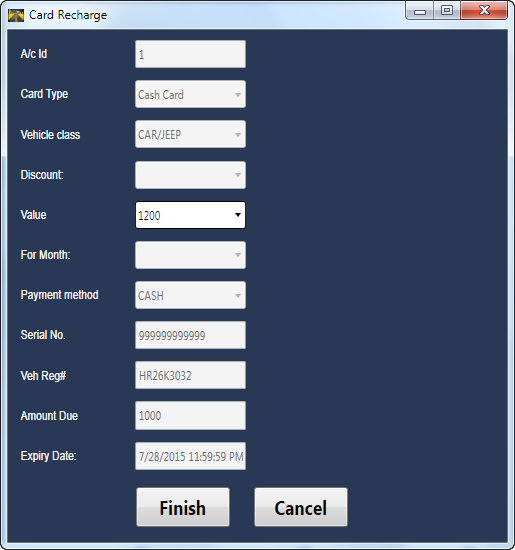 Card Recharge
A/c Id 1
Card Type Cash Card
Vehicle class CAR/JEEP
Discount:
Value 1200
For Month:
Payment method CASH
Serial No. 999999999999
Veh Reg# HR26K3032
Amount Due 1000
Expiry Date: 7/28/2015 11:59:59 PM
Finish Cancel